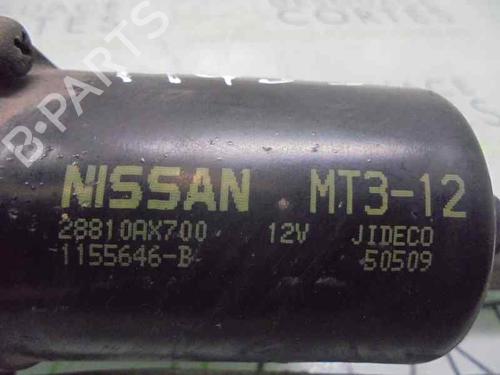 B-PARTS
NISSAN MT3-12
28810AX700 12V JIDECO
1155646-B 50509